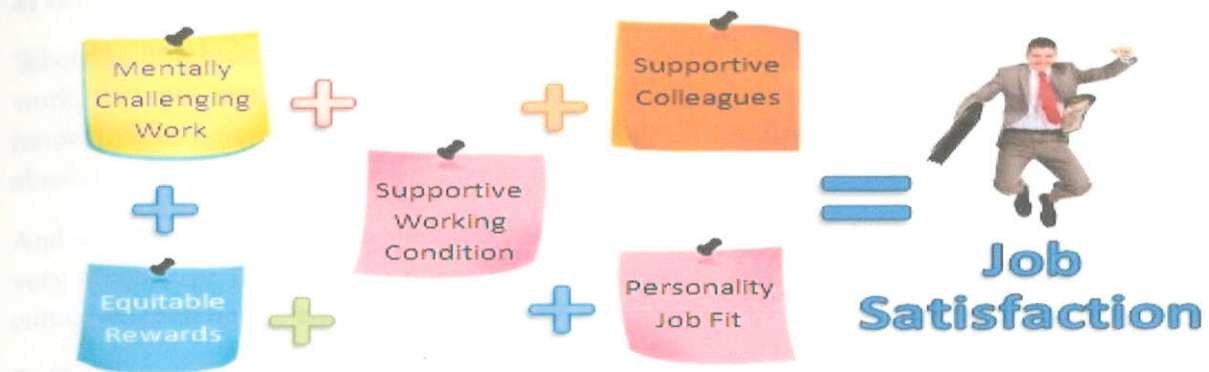 Mentally
Challenging
Work
Supportive
Colleagues
Supportive
Working
Condition
Equitable
Rewards
Personality
Job Fit
Job
Satisfaction